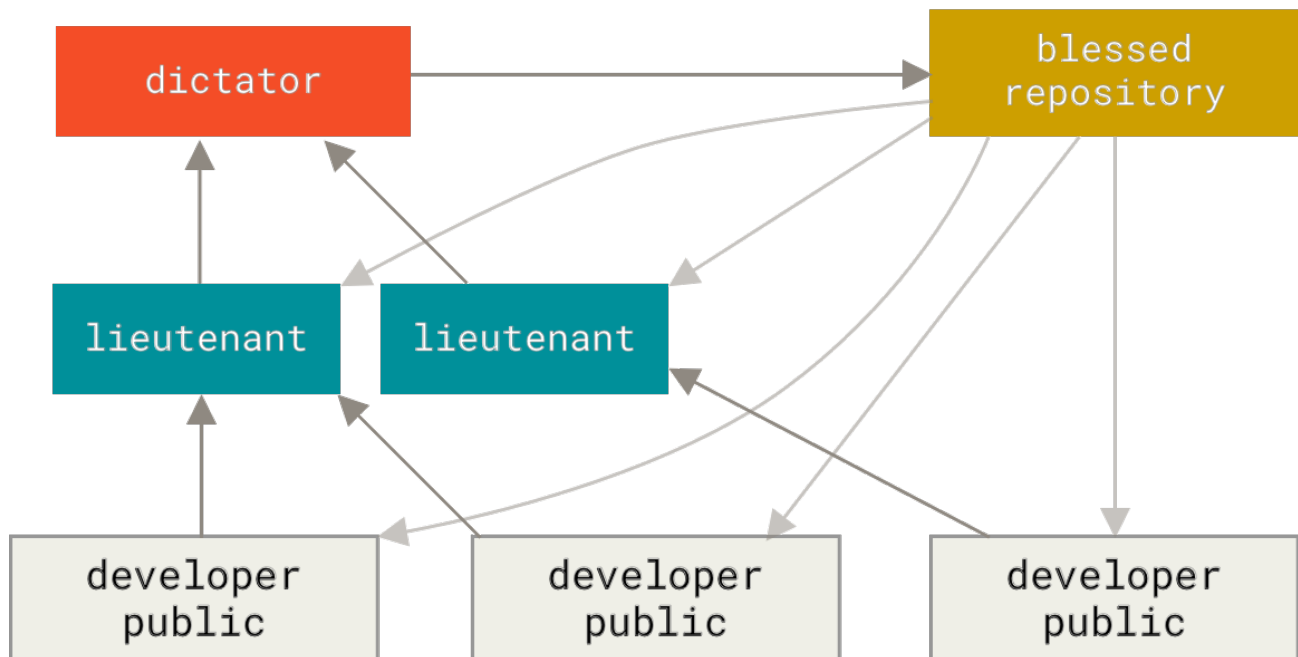 dictator
blessed
repository
lieutenant
lieutenant
developer
public
developer
public
developer
public